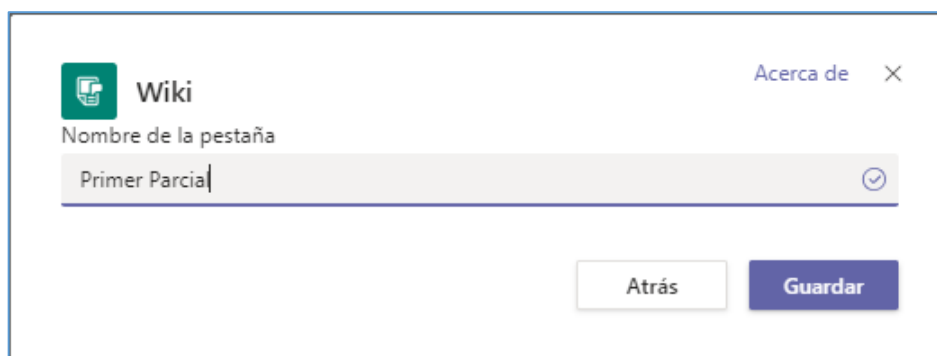 Wiki
Acerca de
Nombre de la pestaña
Primer Parcial
Atrás
Guardar